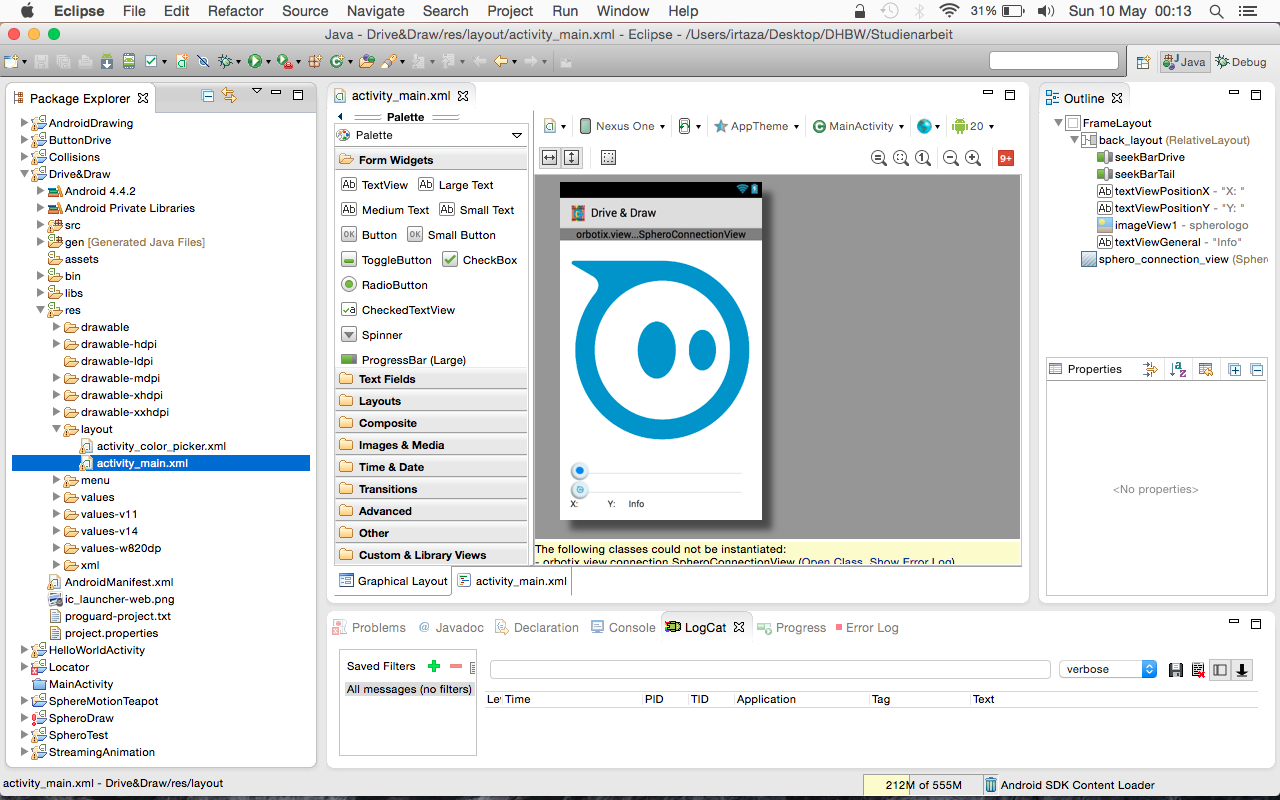 Eclipse File Edit Refactor Source Navigate Search Project Run Window Help 31% Sun 10 May 00:13
Java - Drive&Draw/res/layout/activity_main.xml - Eclipse - /Users/irtaza/Desktop/DHBW/Studienarbeit
Java Debug
Package Explorer
AndroidDrawing
ButtonDrive
Collisions
Drive&Draw
Android 4.4.2
Android Private Libraries
src
gen [Generated Java Files]
assets
bin
libs
res
drawable
drawable-hdpi
drawable-ldpi
drawable-mdpi
drawable-xhdpi
drawable-xxhdpi
layout
activity_color_picker.xml
activity_main.xml
menu
values
values-v11
values-v14
values-w820dp
xml
AndroidManifest.xml
ic_launcher-web.png
proguard-project.txt
project.properties
HelloWorldActivity
Locator
MainActivity
SphereMotionTeapot
SpheroDraw
SpheroTest
StreamingAnimation
activity_main.xml
Palette
Palette
Form Widgets
Ab TextView Ab Large Text
Ab Medium Text Ab Small Text
OK Button OK Small Button
ToggleButton CheckBox
RadioButton
CheckedTextView
Spinner
ProgressBar (Large)
Text Fields
Layouts
Composite
Images & Media
Time & Date
Transitions
Advanced
Other
Custom & Library Views
Nexus One AppTheme MainActivity 20
9+
Drive & Draw
orbotix.view...SpheroConnectionView
X: Y: Info
The following classes could not be instantiated:
- orbotix.view.connection.SpheroConnectionView (Open Class, Show Error Log)
Graphical Layout activity_main.xml
Outline
FrameLayout
back_layout (RelativeLayout)
seekBarDrive
seekBarTail
Ab textViewPositionX - "X: "
Ab textViewPositionY - "Y: "
imageView1 - spherologo
Ab textViewGeneral - "Info"
sphero_connection_view (Sphero
Properties
<No properties>
Problems @ Javadoc Declaration Console LogCat Progress Error Log
Saved Filters
All messages (no filters)
verbose
Le Time PID TID Application Tag Text
activity_main.xml - Drive&Draw/res/layout
212M of 555M
Android SDK Content Loader